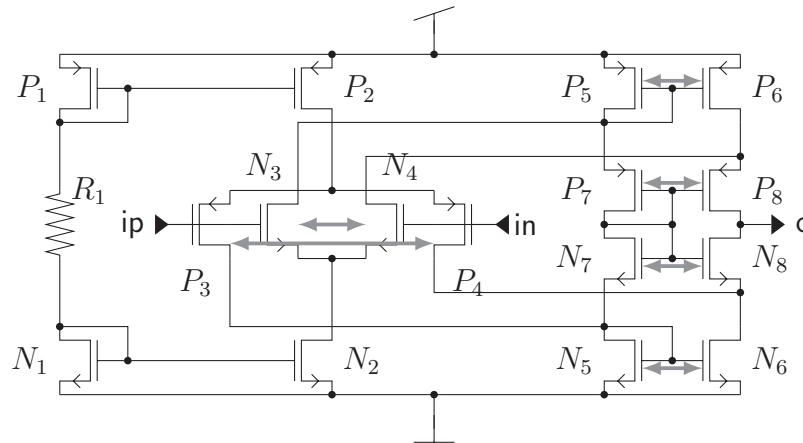 P1 P2 P5 P6
N3 N4
R1 P7 P8
ip in o
P3 P4 N7 N8
N1 N2 N5 N6